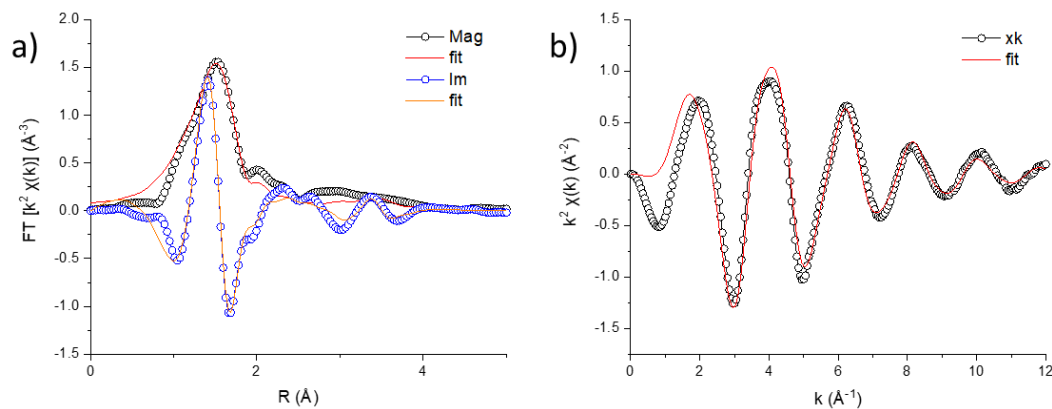 a)
2.0
1.5
1.0
0.5
0.0
-0.5
-1.0
-1.5
0
2
4
R (Å)
FT [k² χ(k)] (Å⁻³)
Mag
fit
Im
fit
b)
1.5
1.0
0.5
0.0
-0.5
-1.0
-1.5
0
2
4
6
8
10
12
k (Å⁻¹)
k² χ(k) (Å⁻²)
χk
fit